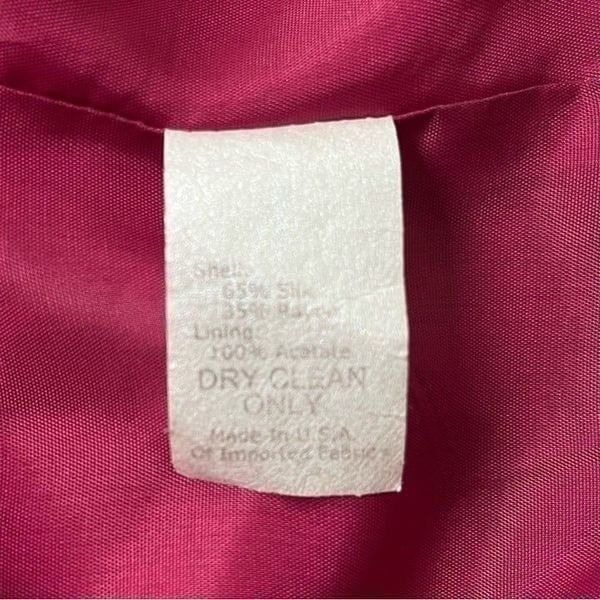 Shell:
65% Silk
35% Rayon
Lining:
100% Acetate
DRY CLEAN
ONLY
Made In U.S.A.
Of Imported Fabrics